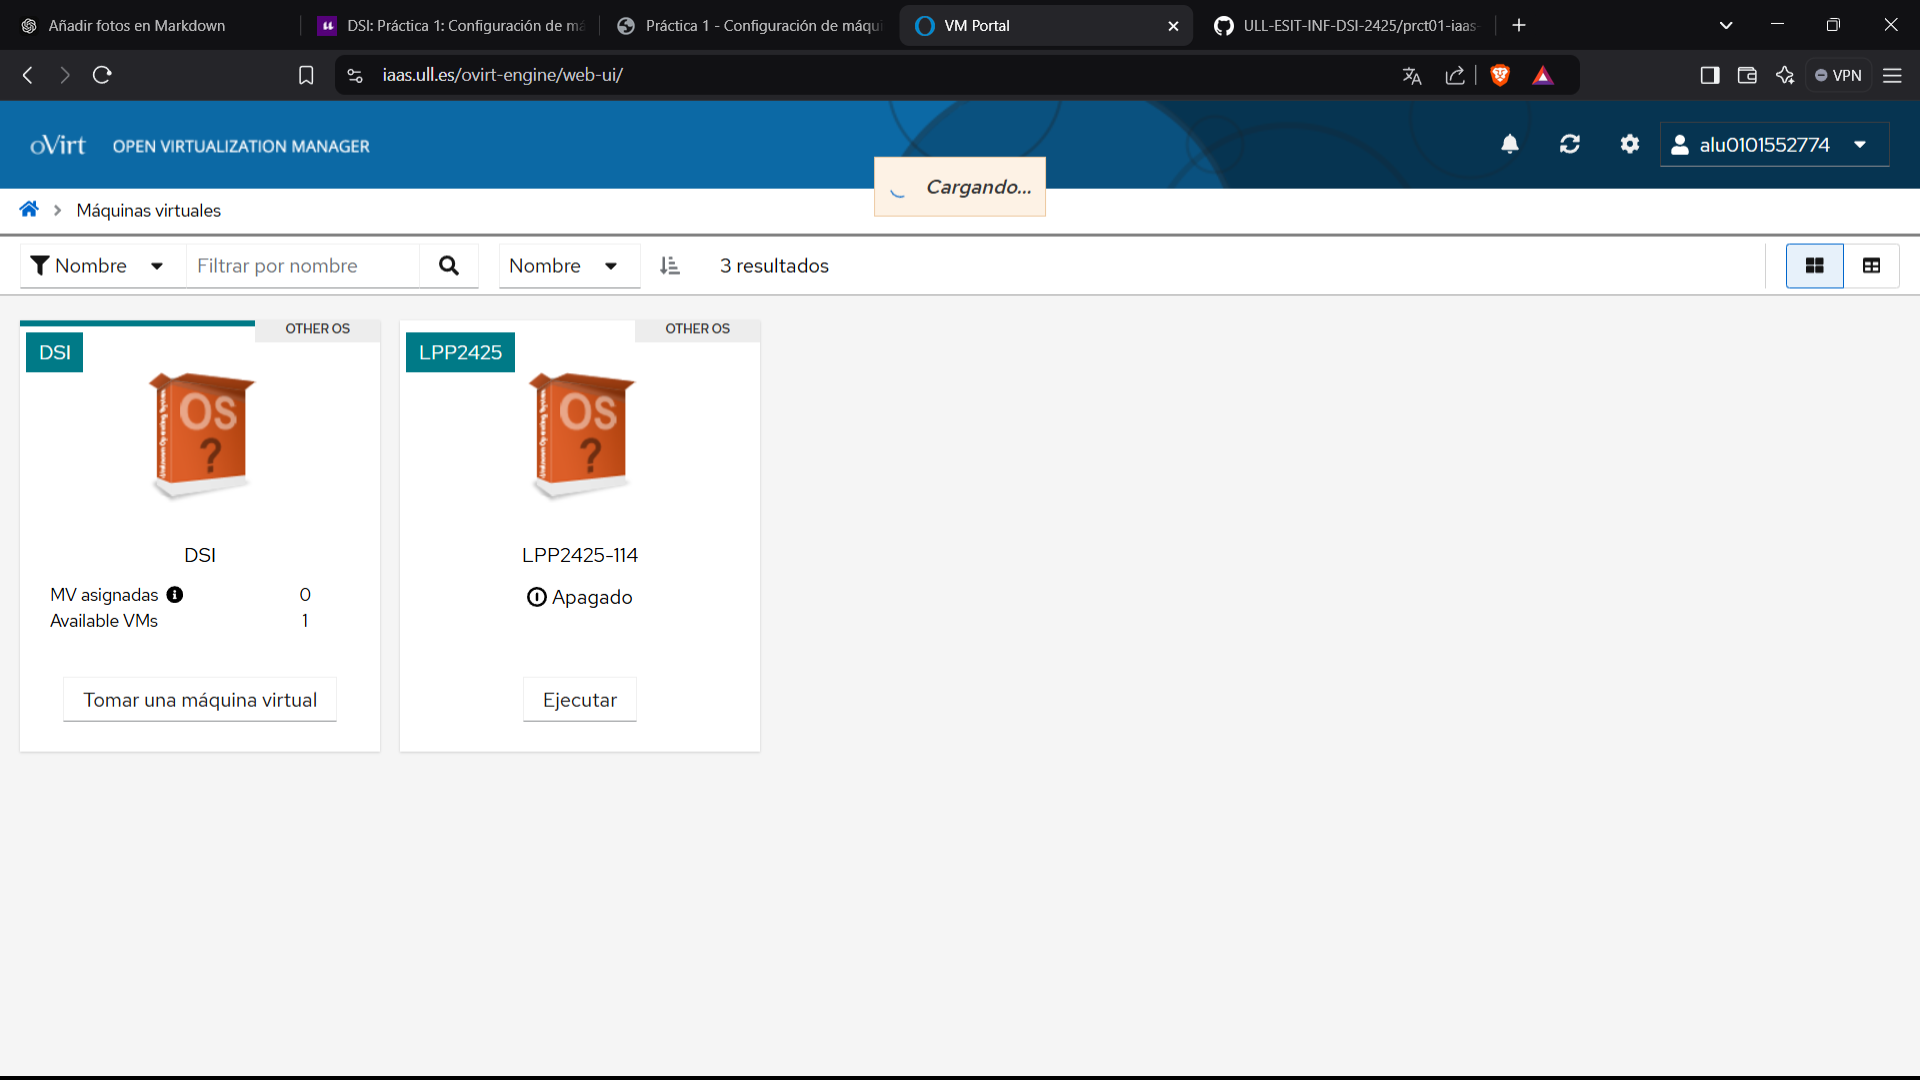 Añadir fotos en Markdown
DSI: Práctica 1: Configuración de má
Práctica 1 - Configuración de máqui
VM Portal
ULL-ESIT-INF-DSI-2425/prct01-iaas-
iaas.ull.es/ovirt-engine/web-ui/
VPN
oVirt OPEN VIRTUALIZATION MANAGER
alu0101552774
Cargando...
Máquinas virtuales
Nombre
Filtrar por nombre
Nombre
3 resultados
OTHER OS
DSI
OS
?
DSI
MV asignadas 0
Available VMs 1
Tomar una máquina virtual
OTHER OS
LPP2425
OS
?
LPP2425-114
Apagado
Ejecutar